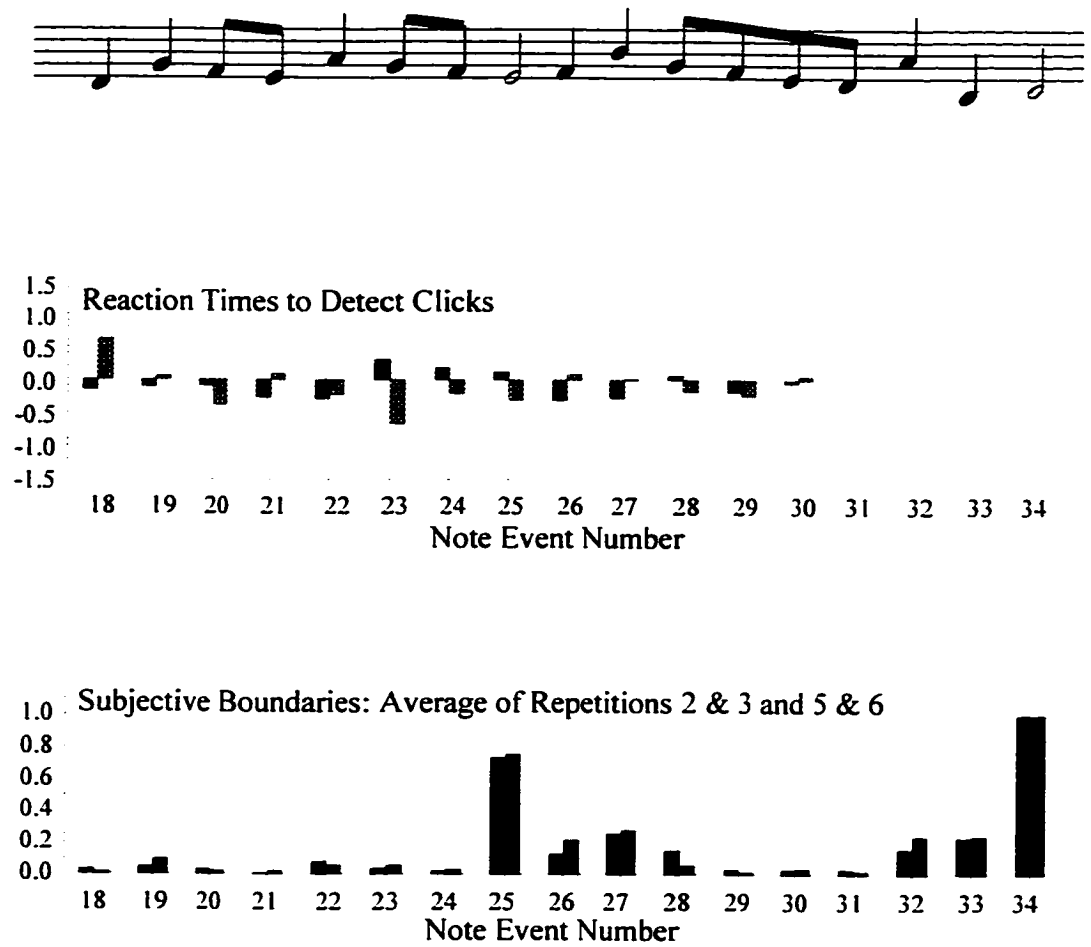 Reaction Times to Detect Clicks
1.5
1.0
0.5
0.0
-0.5
-1.0
-1.5
18 19 20 21 22 23 24 25 26 27 28 29 30 31 32 33 34
Note Event Number
Subjective Boundaries: Average of Repetitions 2 & 3 and 5 & 6
1.0
0.8
0.6
0.4
0.2
0.0
18 19 20 21 22 23 24 25 26 27 28 29 30 31 32 33 34
Note Event Number